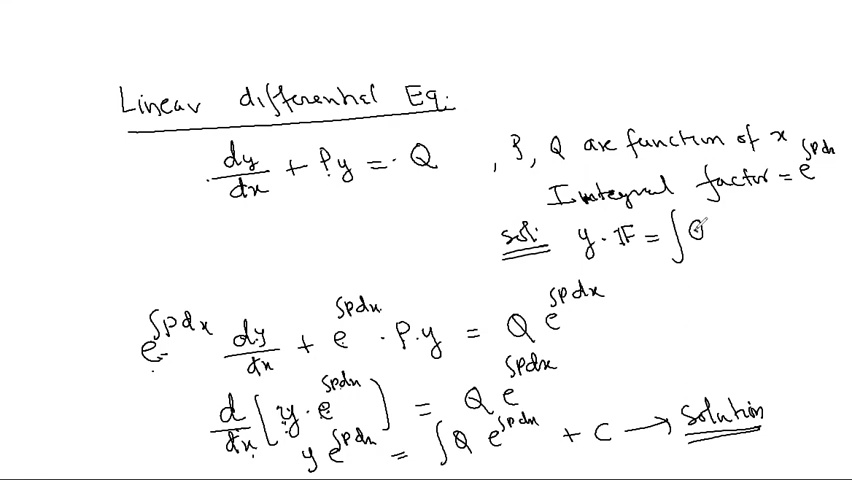 Linear differential Eq.
dy/dx + Py = Q , P, Q are function of x
Integral factor = e^∫pdx
sol: y · IF = ∫Q
e^∫pdx dy/dx + e^∫pdx · P·y = Q e^∫pdx
d/dx [y · e^∫pdx] = Q e^∫pdx
y e^∫pdx = ∫Q e^∫pdx + C → Solution